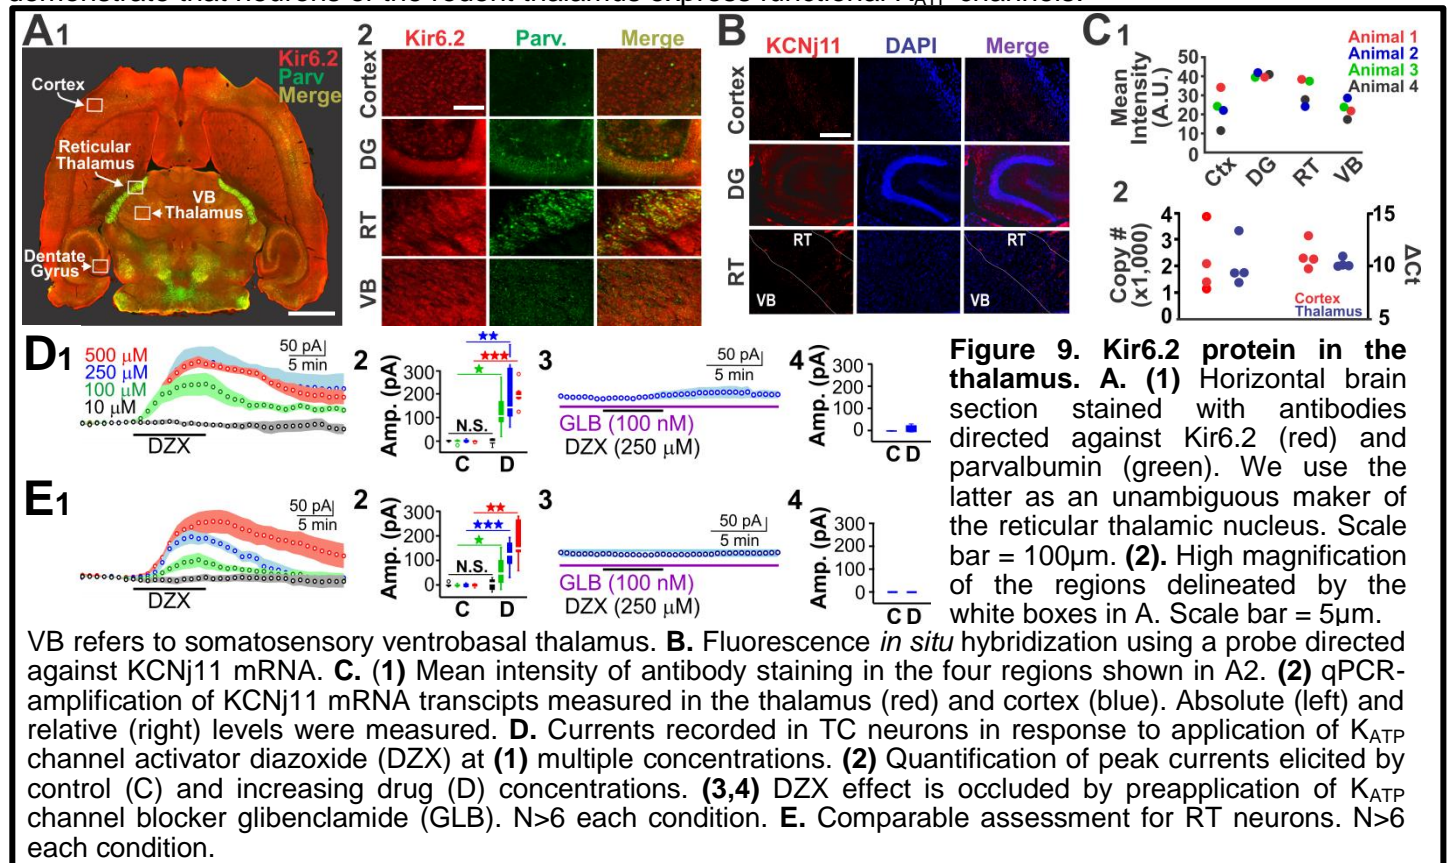 demonstrate that neurons of the rodent thalamus express functional KATP channels.
A1
Kir6.2
Parv
Merge
Cortex
Reticular
Thalamus
VB
Thalamus
Dentate
Gyrus
2
Kir6.2 Parv. Merge
Cortex
DG
RT
VB
B
KCNj11 DAPI Merge
Cortex
DG
RT
RT
VB
RT
VB
C1
Animal 1
Animal 2
Animal 3
Animal 4
Mean
Intensity
(A.U.)
50
40
30
20
10
0
Ctx DG RT VB
2
Copy #
(x1,000)
4
3
2
1
0
15
10
5
ΔCt
Cortex
Thalamus
D1
500 µM
250 µM
100 µM
10 µM
50 pA
5 min
DZX
2
Amp. (pA)
300
200
100
0
★★
★★★
★
N.S.
C D
3
50 pA
5 min
GLB (100 nM)
DZX (250 µM)
4
Amp. (pA)
300
200
100
0
C D
E1
50 pA
5 min
DZX
2
Amp. (pA)
300
200
100
0
★★
★★★
★
N.S.
C D
3
50 pA
5 min
GLB (100 nM)
DZX (250 µM)
4
Amp. (pA)
300
200
100
0
C D
Figure 9. Kir6.2 protein in the
thalamus. A. (1) Horizontal brain
section stained with antibodies
directed against Kir6.2 (red) and
parvalbumin (green). We use the
latter as an unambiguous maker of
the reticular thalamic nucleus. Scale
bar = 100µm. (2). High magnification
of the regions delineated by the
white boxes in A. Scale bar = 5µm.
VB refers to somatosensory ventrobasal thalamus. B. Fluorescence in situ hybridization using a probe directed
against KCNj11 mRNA. C. (1) Mean intensity of antibody staining in the four regions shown in A2. (2) qPCR-
amplification of KCNj11 mRNA transcipts measured in the thalamus (red) and cortex (blue). Absolute (left) and
relative (right) levels were measured. D. Currents recorded in TC neurons in response to application of KATP
channel activator diazoxide (DZX) at (1) multiple concentrations. (2) Quantification of peak currents elicited by
control (C) and increasing drug (D) concentrations. (3,4) DZX effect is occluded by preapplication of KATP
channel blocker glibenclamide (GLB). N>6 each condition. E. Comparable assessment for RT neurons. N>6
each condition.